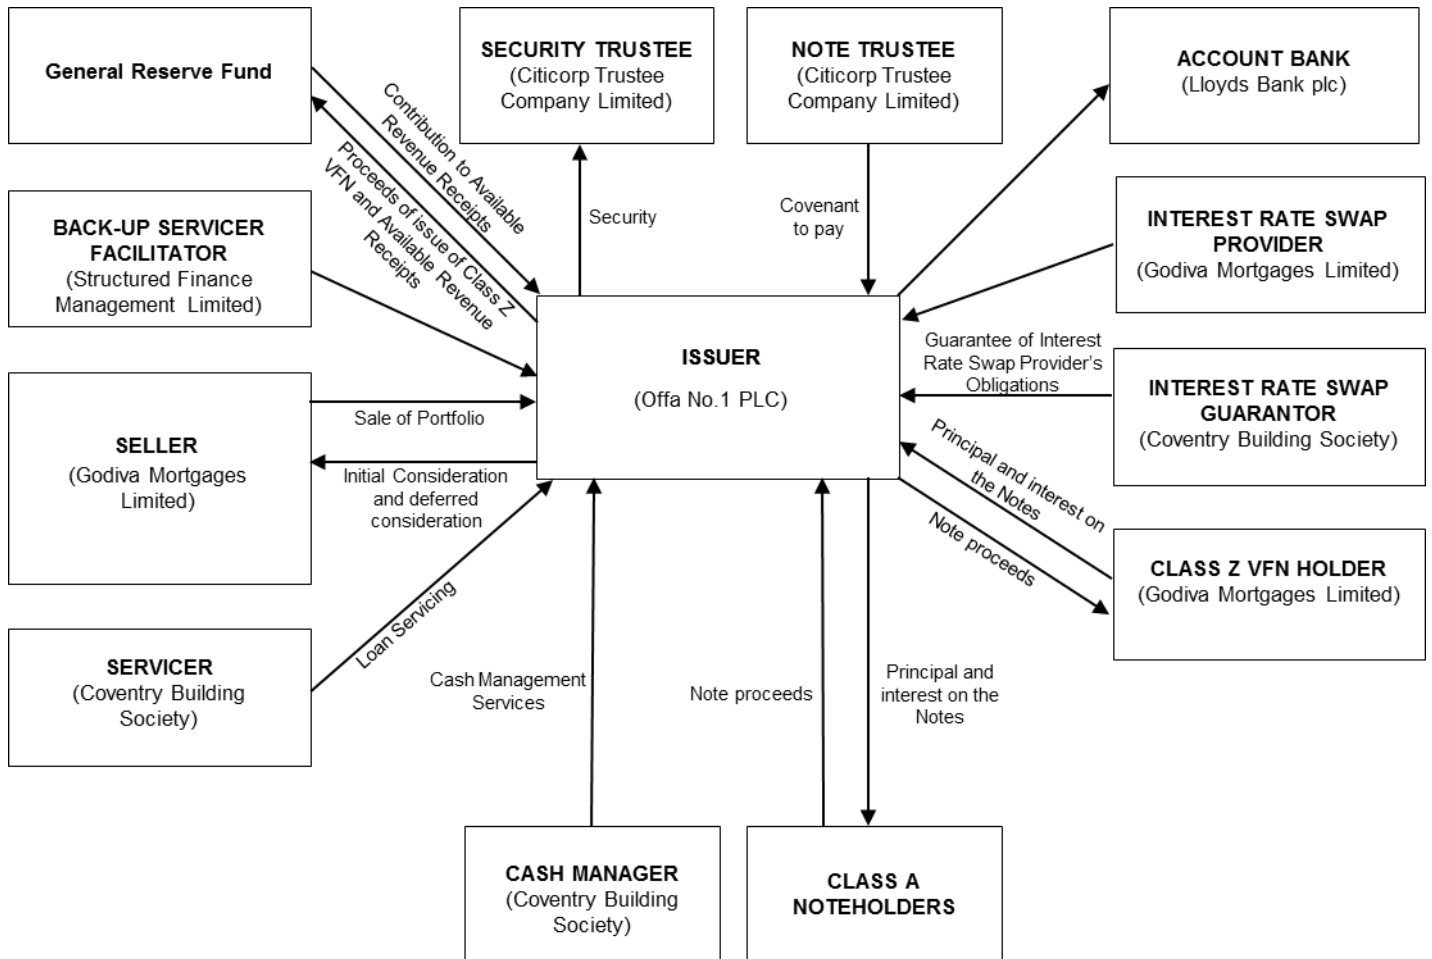 General Reserve Fund
SECURITY TRUSTEE
(Citicorp Trustee
Company Limited)
NOTE TRUSTEE
(Citicorp Trustee
Company Limited)
ACCOUNT BANK
(Lloyds Bank plc)
Contribution to Available
Revenue Receipts
Proceeds of issue of Class Z
VFN and Available Revenue
Receipts
Security
Covenant
to pay
BACK-UP SERVICER
FACILITATOR
(Structured Finance
Management Limited)
INTEREST RATE SWAP
PROVIDER
(Godiva Mortgages Limited)
ISSUER
(Offa No.1 PLC)
Guarantee of Interest
Rate Swap Provider's
Obligations
INTEREST RATE SWAP
GUARANTOR
(Coventry Building Society)
SELLER
(Godiva Mortgages
Limited)
Sale of Portfolio
Initial Consideration
and deferred
consideration
Principal and interest on
the Notes
Note proceeds
CLASS Z VFN HOLDER
(Godiva Mortgages Limited)
SERVICER
(Coventry Building
Society)
Loan Servicing
Cash Management
Services
Note proceeds
Principal and
interest on the
Notes
CASH MANAGER
(Coventry Building
Society)
CLASS A
NOTEHOLDERS